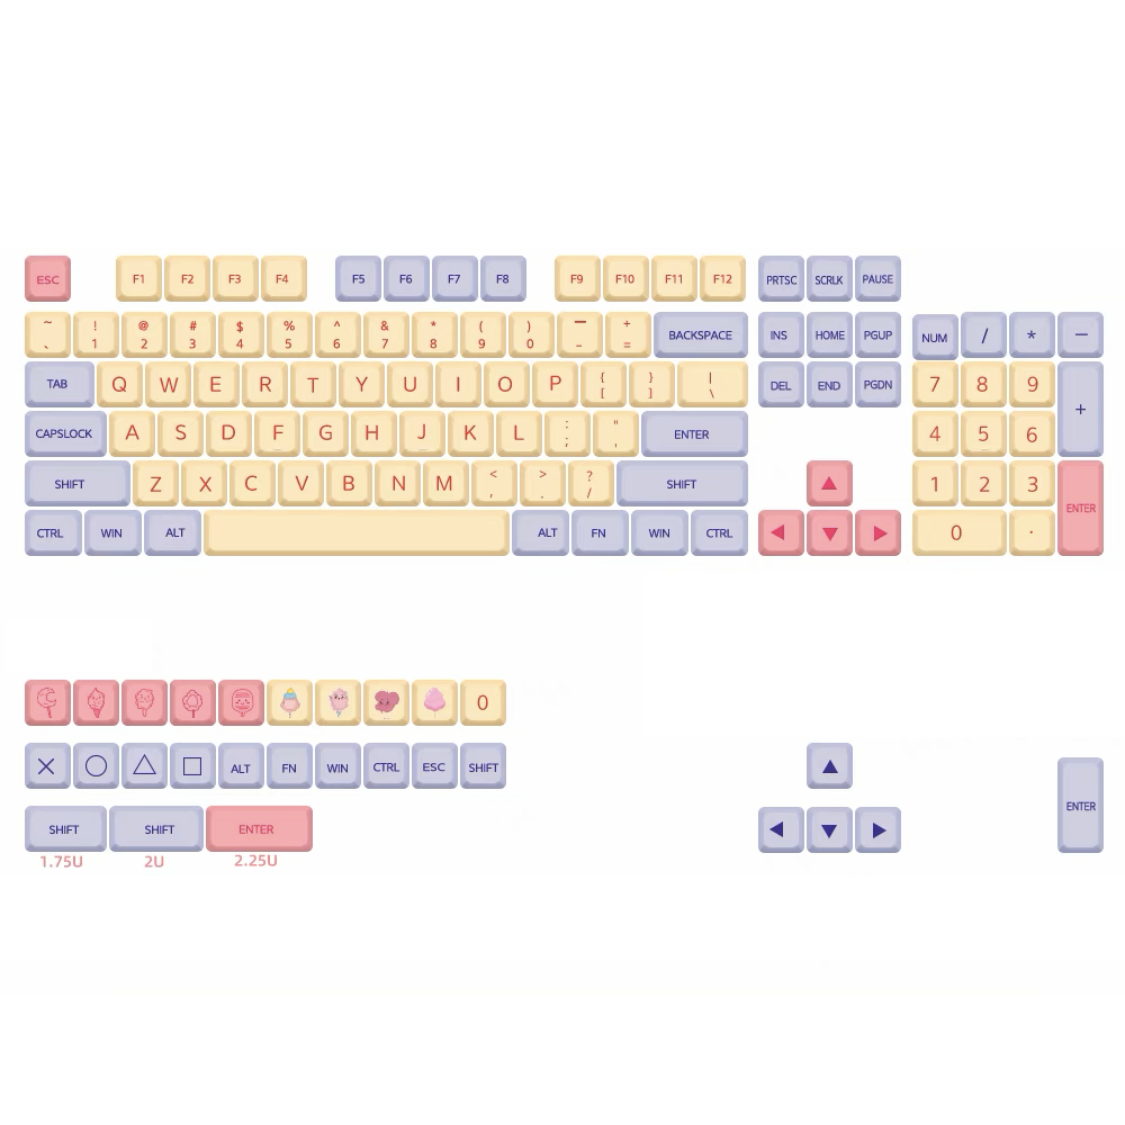 ESC F1 F2 F3 F4 F5 F6 F7 F8 F9 F10 F11 F12 PRTSC SCRLK PAUSE
~ ! @ # $ % ^ & * ( ) — +
、 1 2 3 4 5 6 7 8 9 0 - = BACKSPACE INS HOME PGUP NUM / * −
TAB Q W E R T Y U I O P { [ } ] | \ DEL END PGDN 7 8 9 +
CAPSLOCK A S D F G H J K L : ; " ' ENTER 4 5 6
SHIFT Z X C V B N M < , > . ? / SHIFT 1 2 3 ENTER
CTRL WIN ALT ALT FN WIN CTRL 0 .
0
ALT FN WIN CTRL ESC SHIFT
SHIFT SHIFT ENTER ENTER
1.75U 2U 2.25U